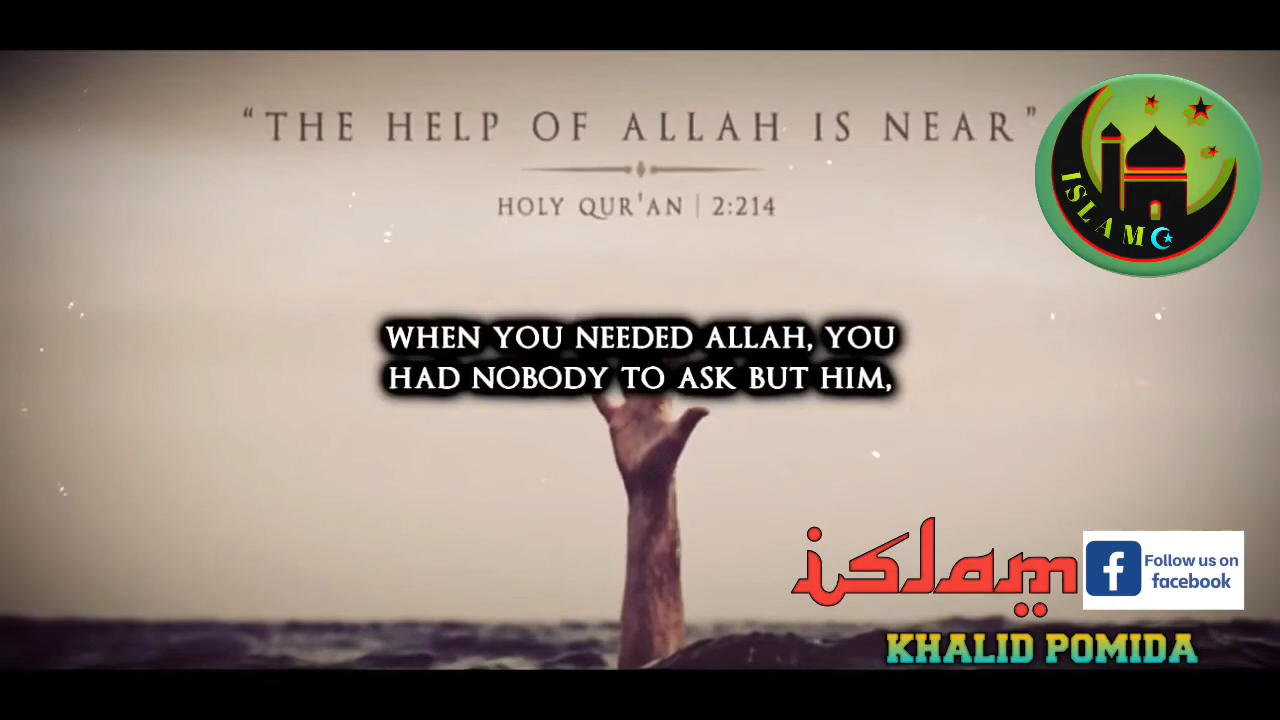 “THE HELP OF ALLAH IS NEAR”
HOLY QUR'AN | 2:214
ISLAM
WHEN YOU NEEDED ALLAH, YOU
HAD NOBODY TO ASK BUT HIM,
islam
f Follow us on
facebook
KHALID POMIDA